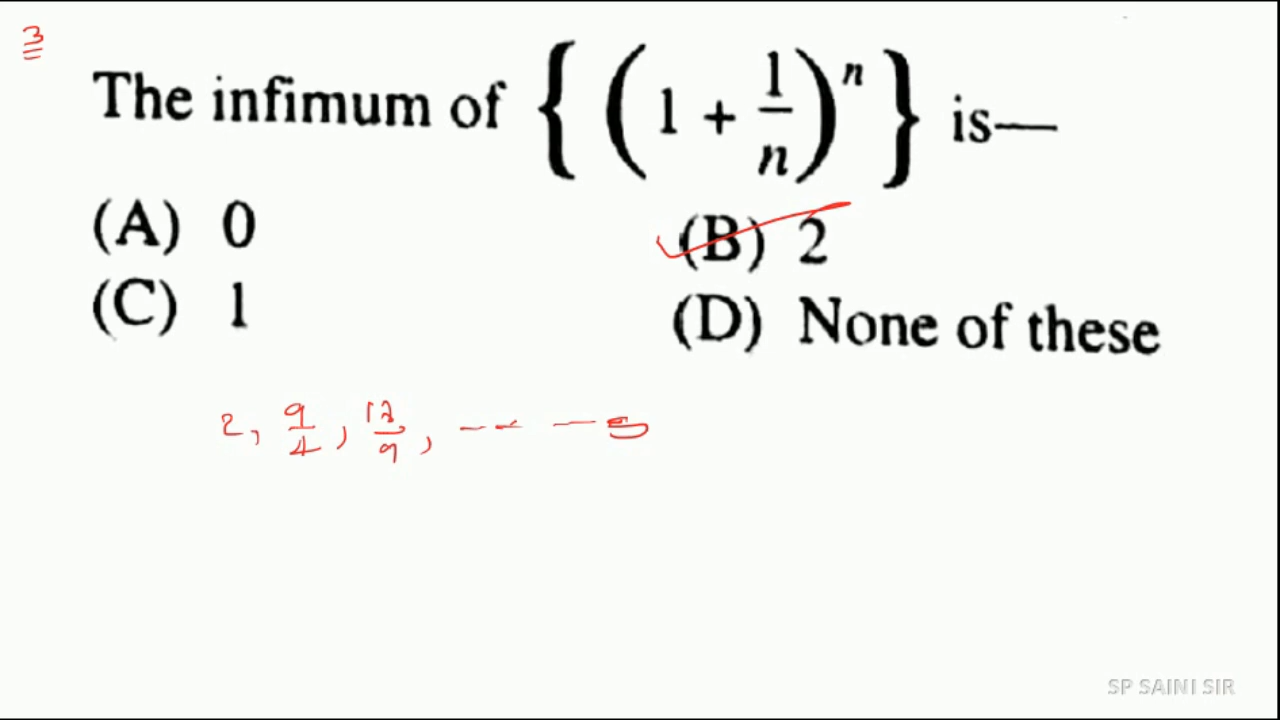 3
The infimum of { ( 1 + 1/n )^n } is—
(A) 0 (B) 2
(C) 1 (D) None of these
2, 9/4,
SP SAINI SIR